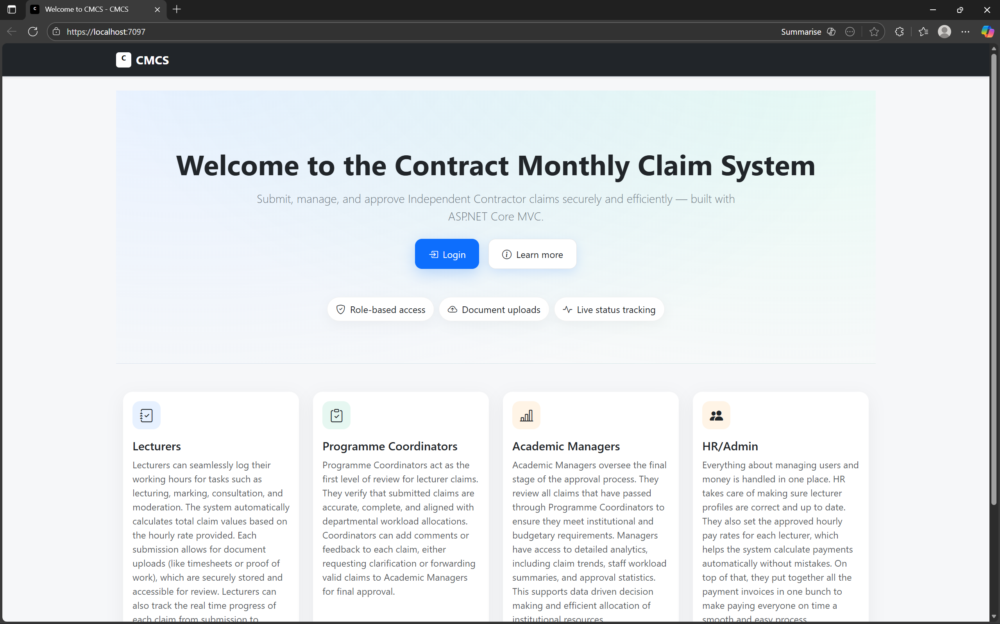 C Welcome to CMCS - CMCS
https://localhost:7097
Summarise
C CMCS
Welcome to the Contract Monthly Claim System
Submit, manage, and approve Independent Contractor claims securely and efficiently — built with
ASP.NET Core MVC.
Login
Learn more
Role-based access
Document uploads
Live status tracking
Lecturers
Lecturers can seamlessly log their
working hours for tasks such as
lecturing, marking, consultation, and
moderation. The system automatically
calculates total claim values based on
the hourly rate provided. Each
submission allows for document
uploads (like timesheets or proof of
work), which are securely stored and
accessible for review. Lecturers can
also track the real time progress of
each claim from submission to
Programme Coordinators
Programme Coordinators act as the
first level of review for lecturer claims.
They verify that submitted claims are
accurate, complete, and aligned with
departmental workload allocations.
Coordinators can add comments or
feedback to each claim, either
requesting clarification or forwarding
valid claims to Academic Managers
for final approval.
Academic Managers
Academic Managers oversee the final
stage of the approval process. They
review all claims that have passed
through Programme Coordinators to
ensure they meet institutional and
budgetary requirements. Managers
have access to detailed analytics,
including claim trends, staff workload
summaries, and approval statistics.
This supports data driven decision
making and efficient allocation of
institutional resources.
HR/Admin
Everything about managing users and
money is handled in one place. HR
takes care of making sure lecturer
profiles are correct and up to date.
They also set the approved hourly
pay rates for each lecturer, which
helps the system calculate payments
automatically without mistakes. On
top of that, they put together all the
payment invoices in one bunch to
make paying everyone on time a
smooth and easy process.